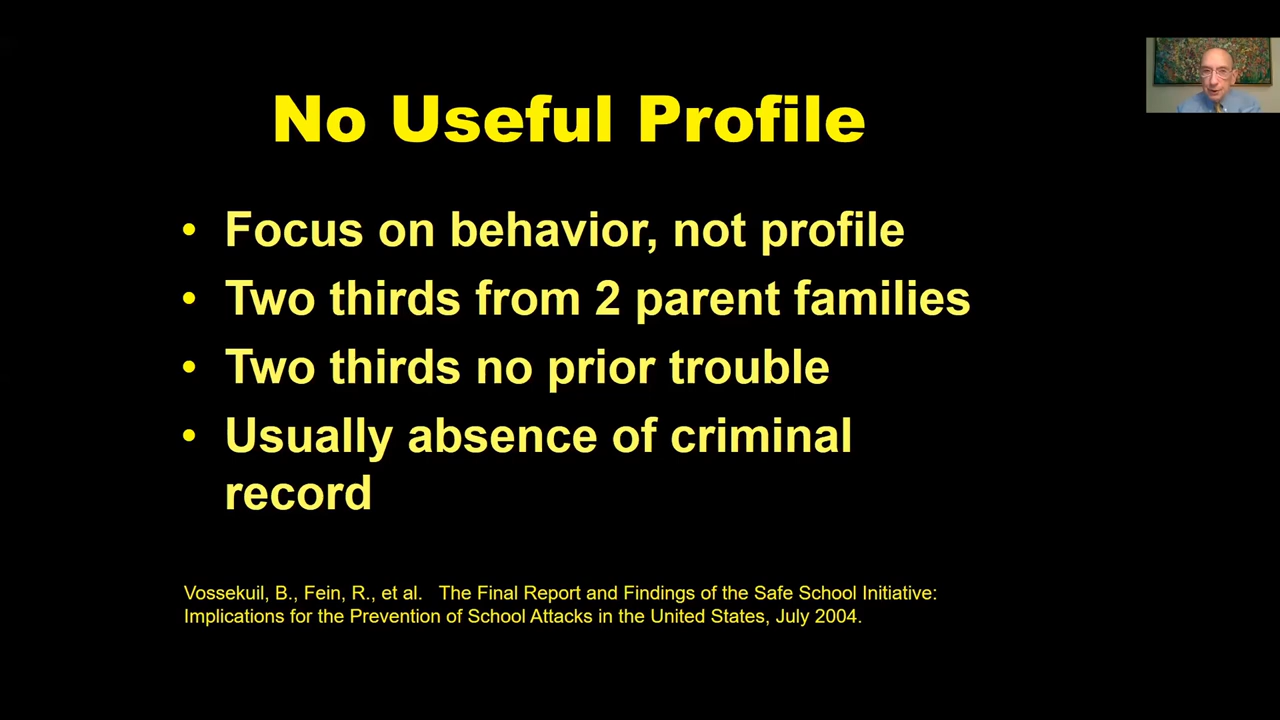 No Useful Profile
• Focus on behavior, not profile
• Two thirds from 2 parent families
• Two thirds no prior trouble
• Usually absence of criminal
record
Vossekuil, B., Fein, R., et al. The Final Report and Findings of the Safe School Initiative:
Implications for the Prevention of School Attacks in the United States, July 2004.